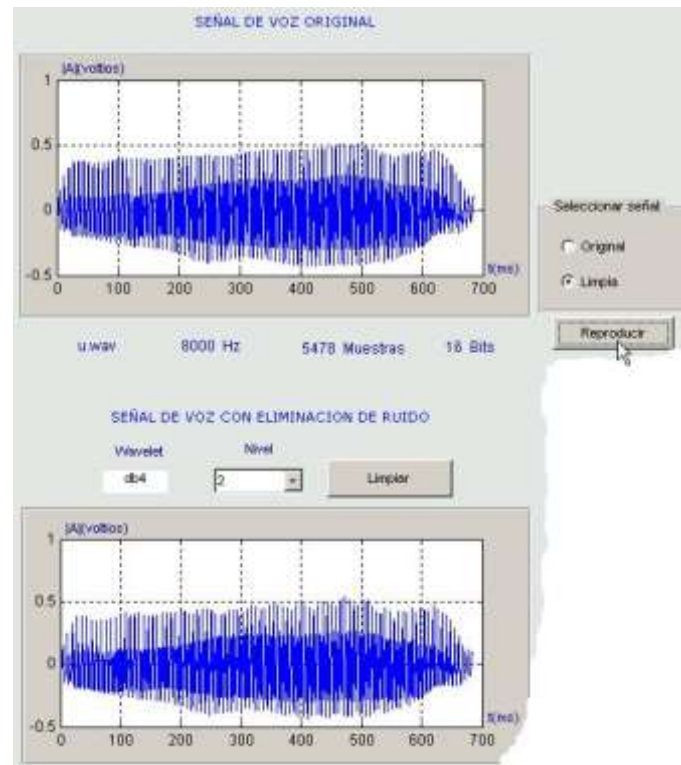 SEÑAL DE VOZ ORIGINAL
|A|(voltios)
1
0.5
0
-0.5
0 100 200 300 400 500 600 700
t(ms)
Seleccionar señal
Original
Limpia
Reproducir
u.wav 8000 Hz 5478 Muestras 16 Bits
SEÑAL DE VOZ CON ELIMINACION DE RUIDO
Wavelet Nivel
db4 2 Limpiar
|A|(voltios)
1
0.5
0
-0.5
0 100 200 300 400 500 600 700
t(ms)